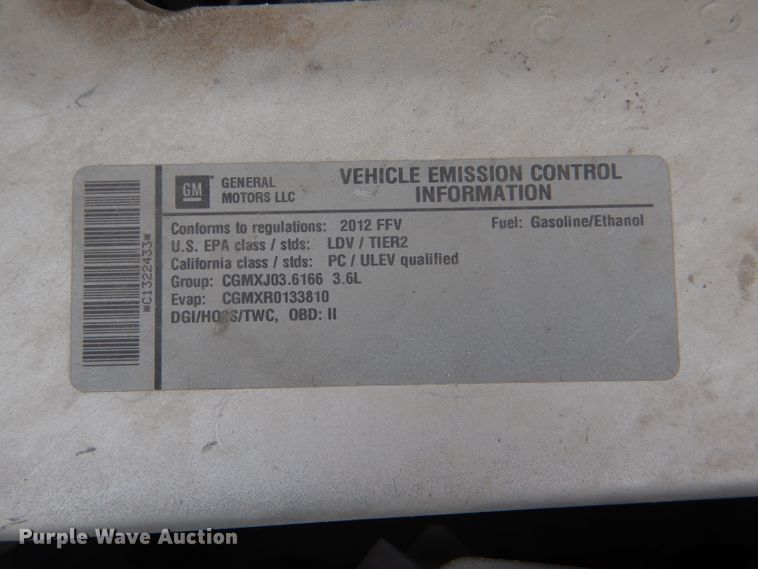 GM GENERAL MOTORS LLC
VEHICLE EMISSION CONTROL
INFORMATION
Conforms to regulations: 2012 FFV Fuel: Gasoline/Ethanol
U.S. EPA class / stds: LDV / TIER2
California class / stds: PC / ULEV qualified
Group: CGMXJ03.6166 3.6L
Evap: CGMXR0133810
DGI/HO2S/TWC, OBD: II
*C1322433*
Purple Wave Auction